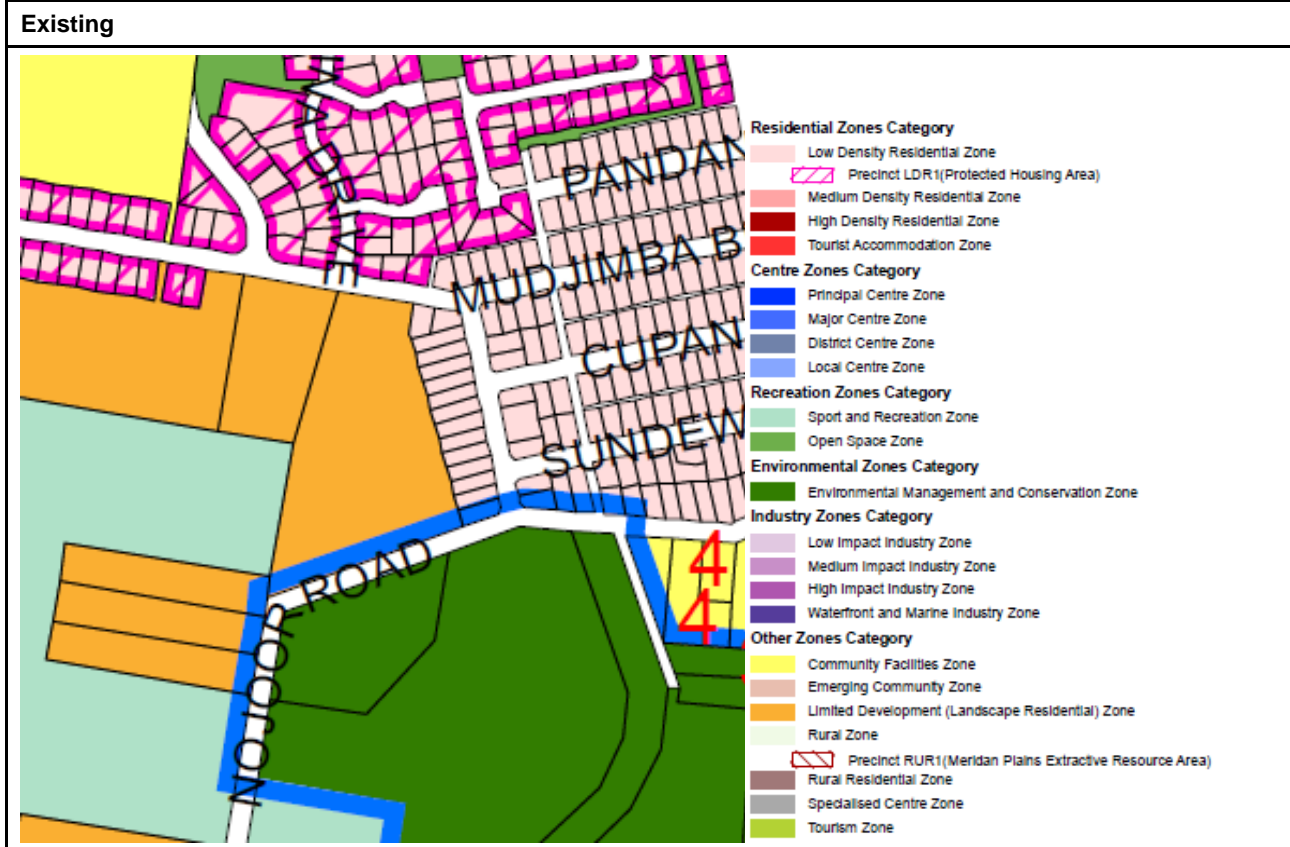 Existing
DRIVE
PANDAN
MUDJIMBA B
CUPAN
SUNDEW
NOJOOR ROAD
4
4
Residential Zones Category
Low Density Residential Zone
Precinct LDR1(Protected Housing Area)
Medium Density Residential Zone
High Density Residential Zone
Tourist Accommodation Zone
Centre Zones Category
Principal Centre Zone
Major Centre Zone
District Centre Zone
Local Centre Zone
Recreation Zones Category
Sport and Recreation Zone
Open Space Zone
Environmental Zones Category
Environmental Management and Conservation Zone
Industry Zones Category
Low Impact Industry Zone
Medium Impact Industry Zone
High Impact Industry Zone
Waterfront and Marine Industry Zone
Other Zones Category
Community Facilities Zone
Emerging Community Zone
Limited Development (Landscape Residential) Zone
Rural Zone
Precinct RUR1(Meridan Plains Extractive Resource Area)
Rural Residential Zone
Specialised Centre Zone
Tourism Zone